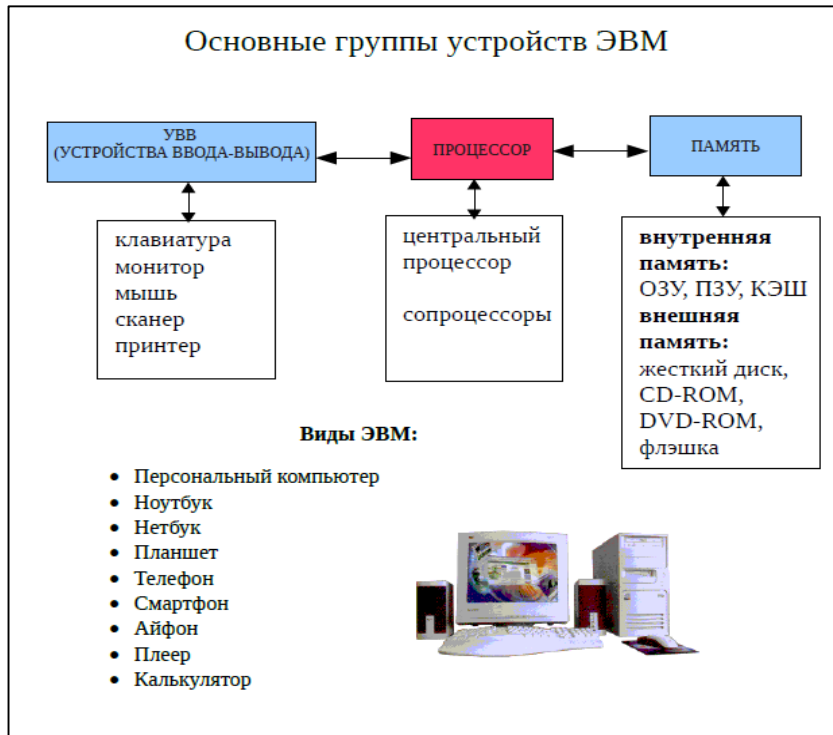 Основные группы устройств ЭВМ
УВВ
(УСТРОЙСТВА ВВОДА-ВЫВОДА)
ПРОЦЕССОР
ПАМЯТЬ
клавиатура
монитор
мышь
сканер
принтер
центральный
процессор
сопроцессоры
внутренняя
память:
ОЗУ, ПЗУ, КЭШ
внешняя
память:
жесткий диск,
CD-ROM,
DVD-ROM,
флэшка
Виды ЭВМ:
• Персональный компьютер
• Ноутбук
• Нетбук
• Планшет
• Телефон
• Смартфон
• Айфон
• Плеер
• Калькулятор